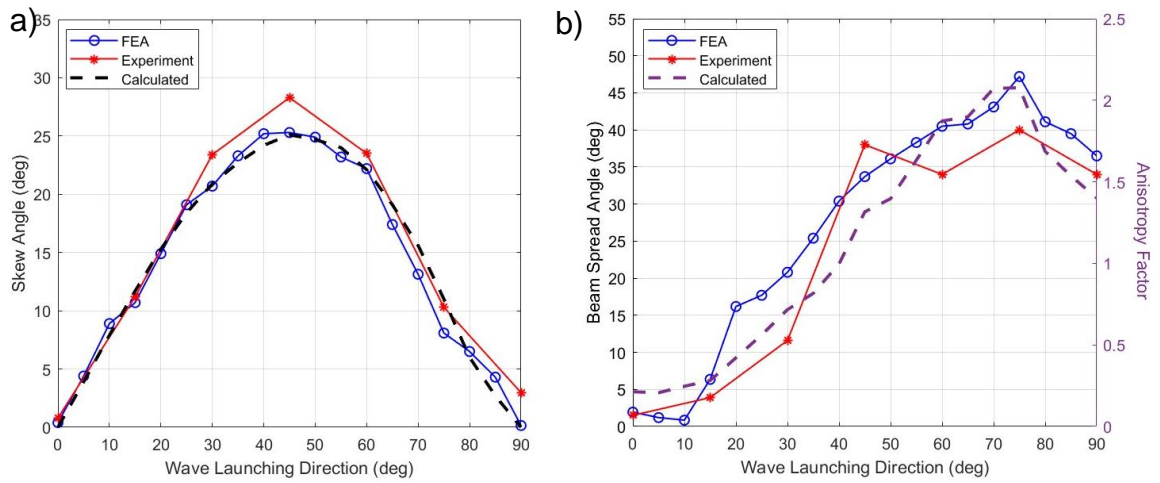 a)
35
30
25
20
15
10
5
0
Skew Angle (deg)
FEA
Experiment
Calculated
0 10 20 30 40 50 60 70 80 90
Wave Launching Direction (deg)
b)
55
50
45
40
35
30
25
20
15
10
5
0
Beam Spread Angle (deg)
FEA
Experiment
Calculated
2.5
2
1.5
1
0.5
0
Anisotropy Factor
0 10 20 30 40 50 60 70 80 90
Wave Launching Direction (deg)